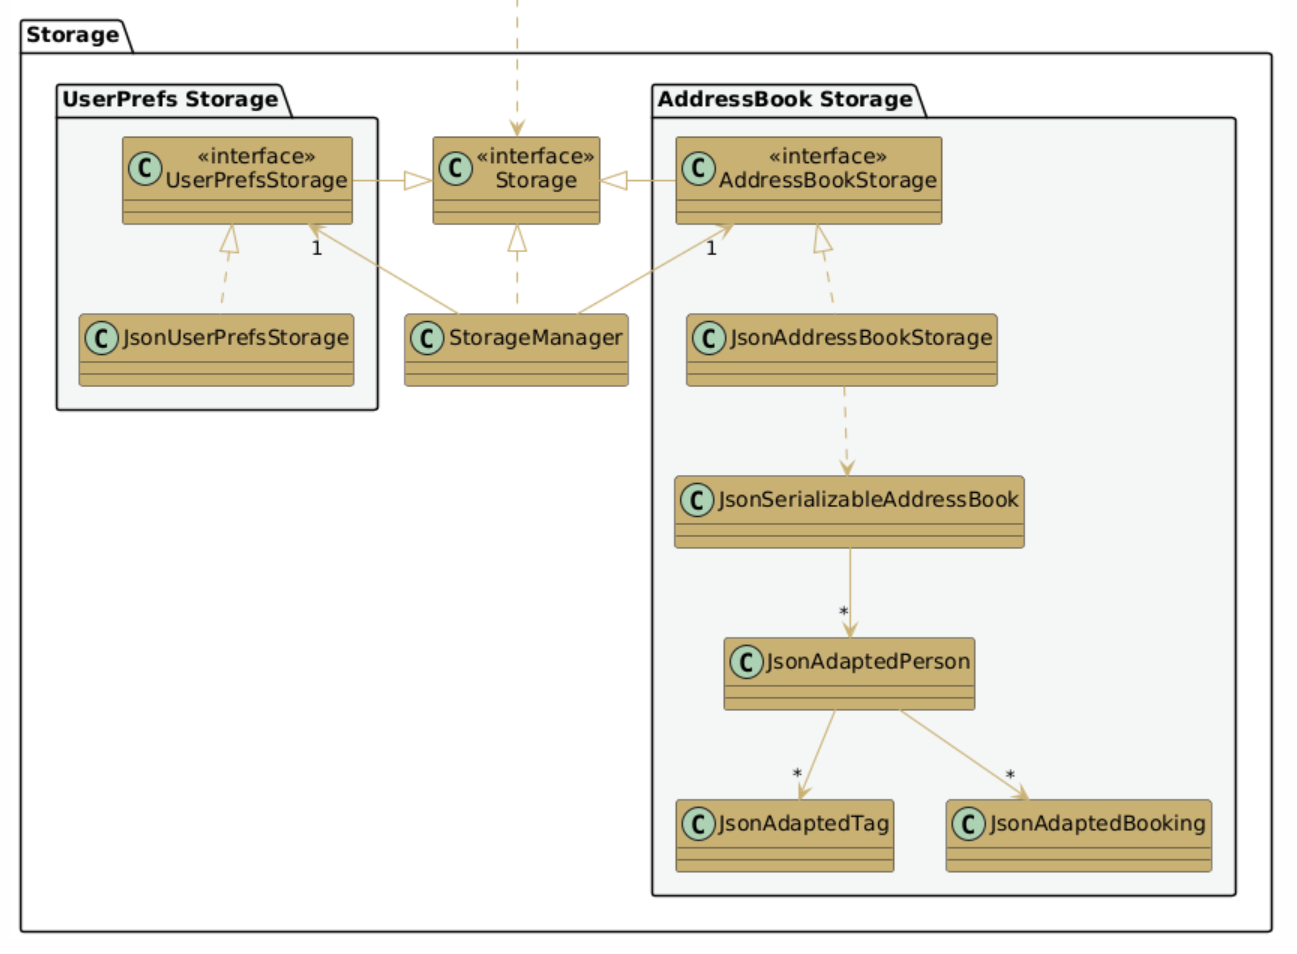 Storage
UserPrefs Storage
AddressBook Storage
C
«interface»
UserPrefsStorage
C
«interface»
Storage
C
«interface»
AddressBookStorage
1
1
C
JsonUserPrefsStorage
C
StorageManager
C
JsonAddressBookStorage
C
JsonSerializableAddressBook
*
C
JsonAdaptedPerson
*
*
C
JsonAdaptedTag
C
JsonAdaptedBooking